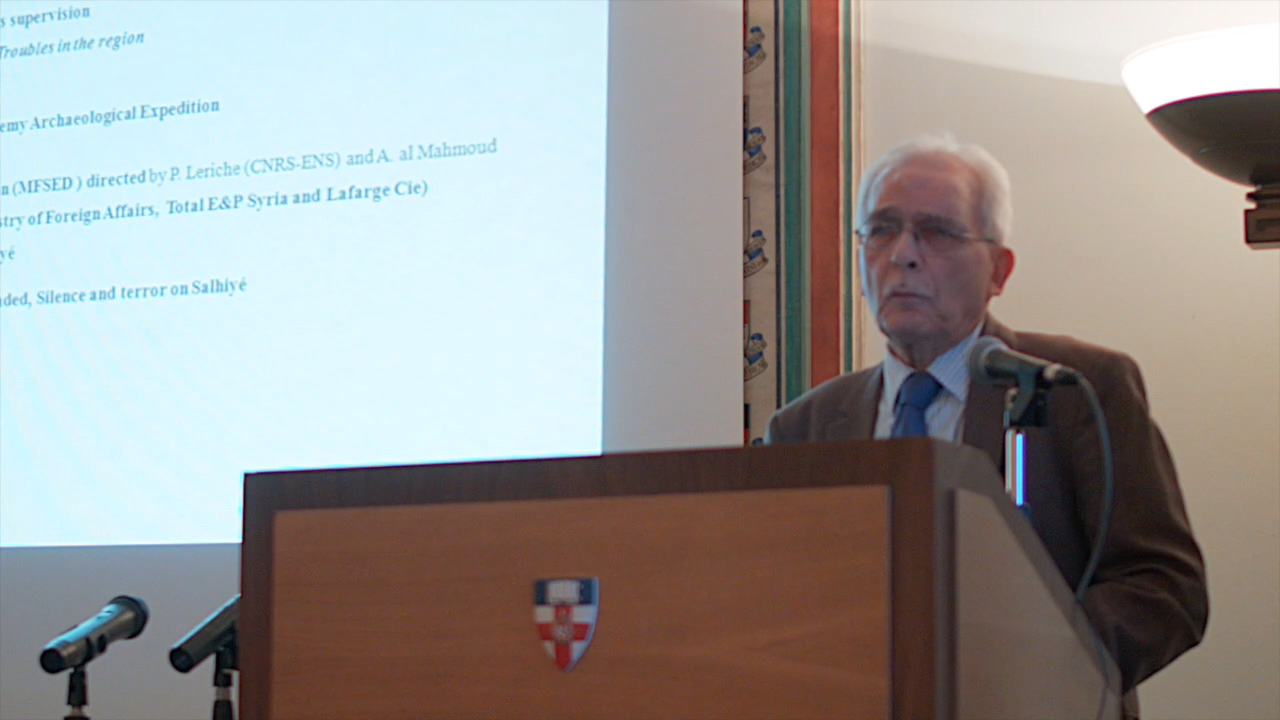 s supervision
Troubles in the region
emy Archaeological Expedition
n (MFSED ) directed by P. Leriche (CNRS-ENS) and A. al Mahmoud
stry of Foreign Affairs, Total E&P Syria and Lafarge Cie)
yé
ded, Silence and terror on Salhiyé